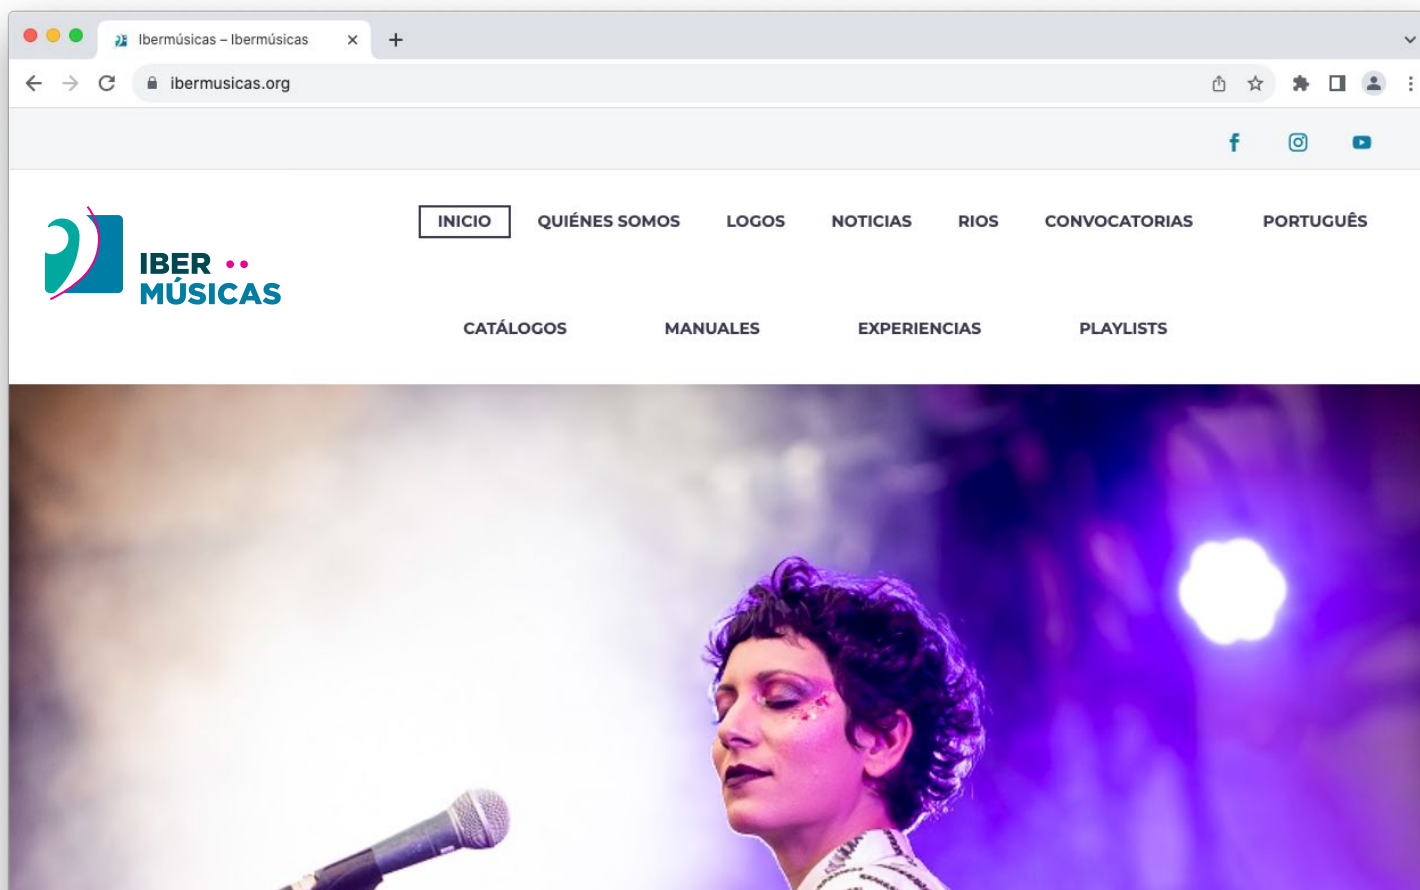 Ibermúsicas – Ibermúsicas
ibermusicas.org
IBER
MÚSICAS
INICIO QUIÉNES SOMOS LOGOS NOTICIAS RIOS CONVOCATORIAS PORTUGUÊS
CATÁLOGOS MANUALES EXPERIENCIAS PLAYLISTS